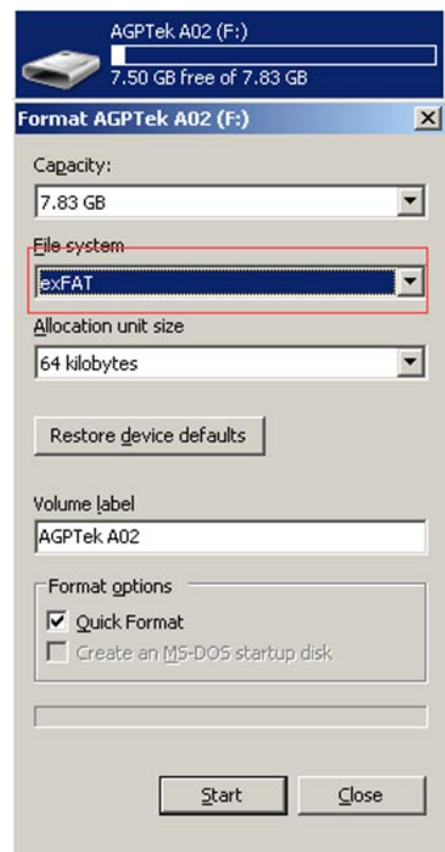 AGPTek A02 (F:)
7.50 GB free of 7.83 GB
Format AGPTek A02 (F:)
Capacity:
7.83 GB
File system
exFAT
Allocation unit size
64 kilobytes
Restore device defaults
Volume label
AGPTek A02
Format options
Quick Format
Create an MS-DOS startup disk
Start
Close